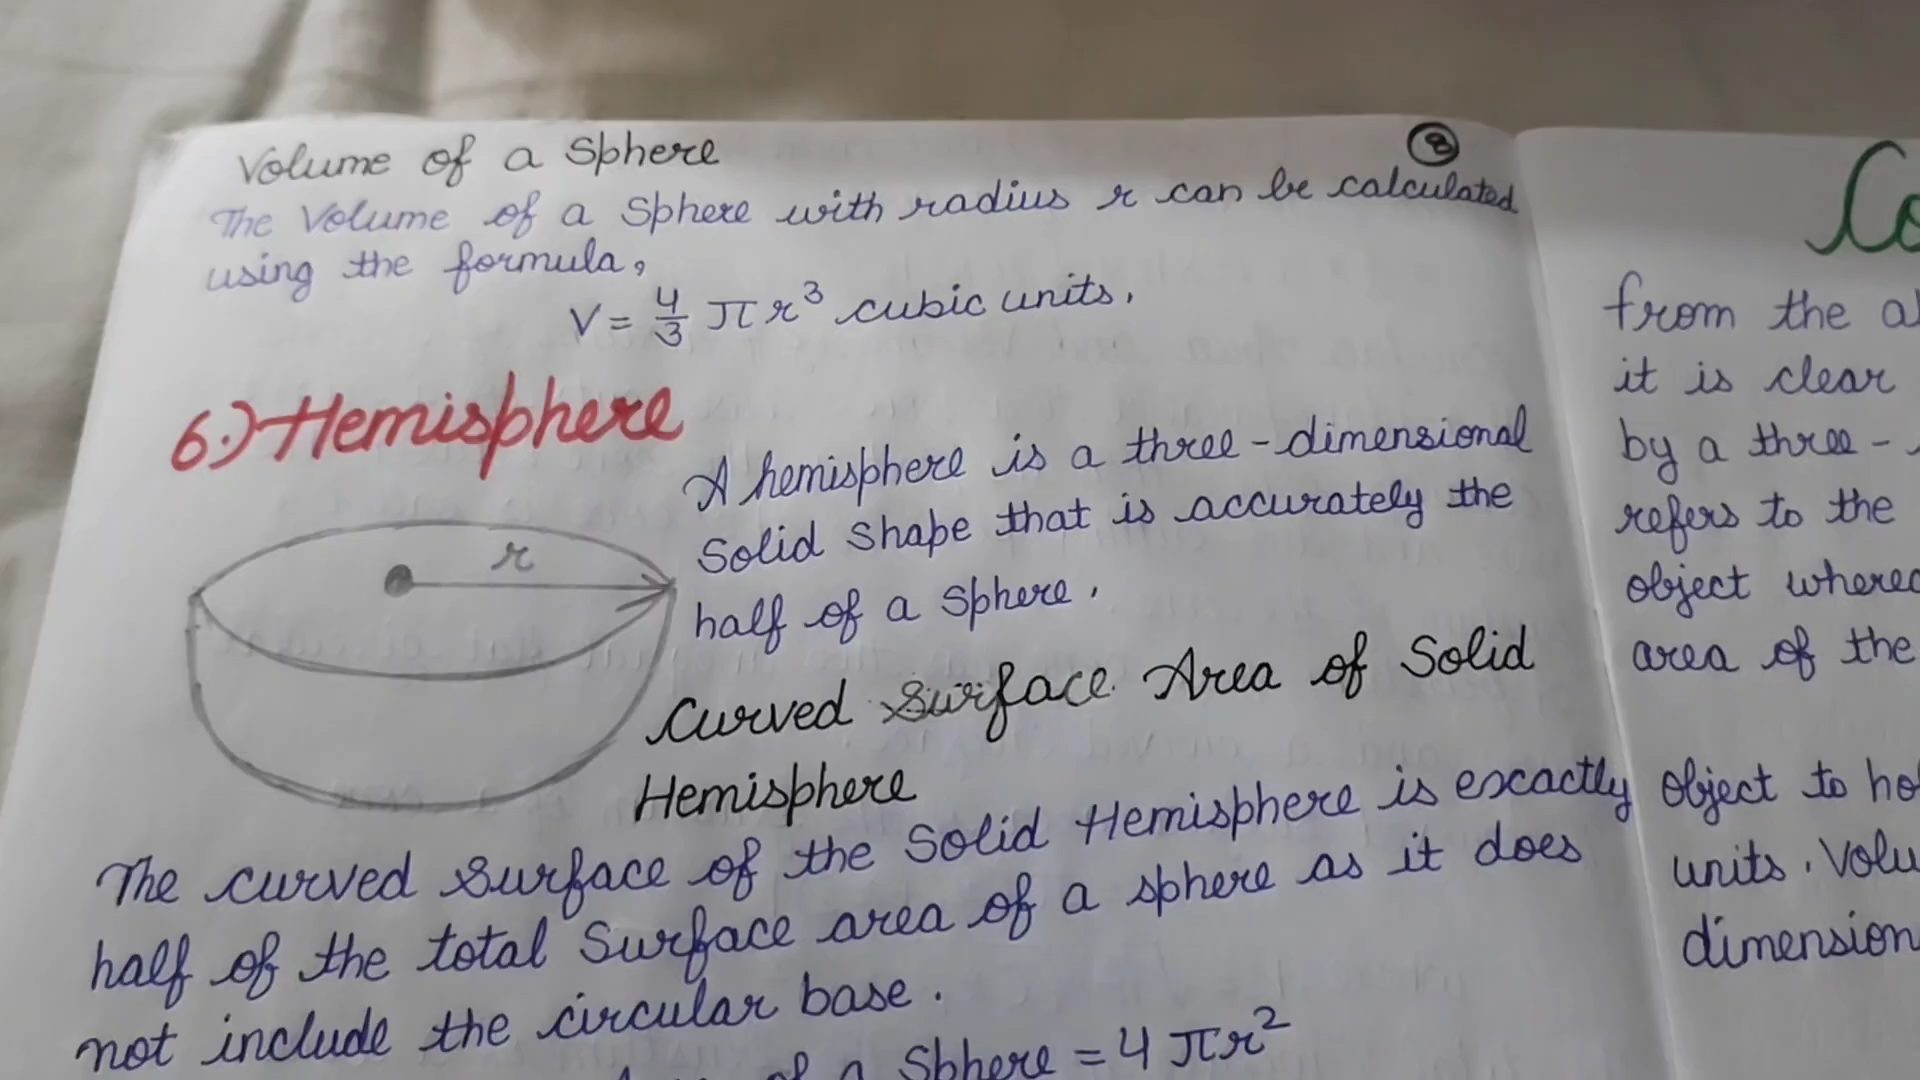 8
Volume of a Sphere
The Volume of a Sphere with radius r can be calculated
using the formula,
V = 4/3 πr³ cubic units.
6.) Hemisphere
A hemisphere is a three-dimensional
Solid Shape that is accurately the
half of a Sphere.
r
Curved Surface Area of Solid
Hemisphere
The curved Surface of the Solid Hemisphere is excactly
half of the total Surface area of a sphere as it does
not include the circular base.
of a Sphere = 4πr²
from the
it is clear
by a three-
refers to the
object
area of the
object to
units.